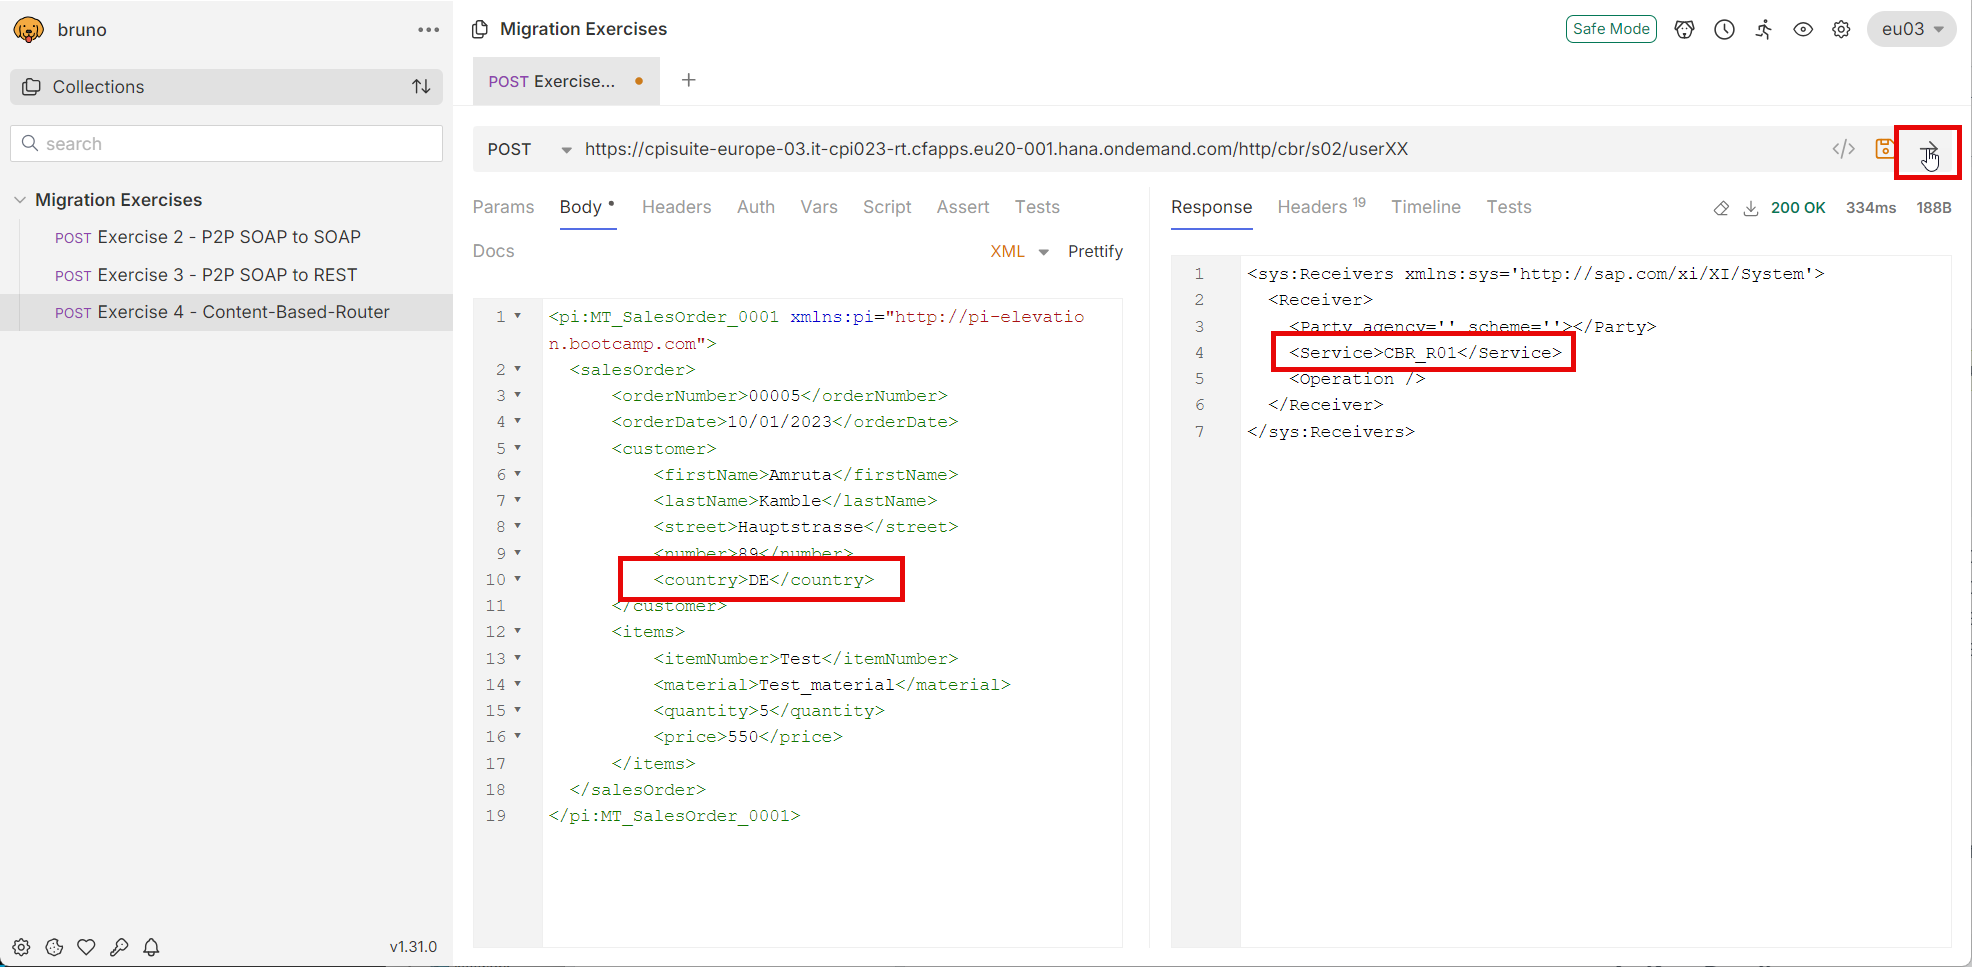 bruno
Collections
search
Migration Exercises
POST Exercise 2 - P2P SOAP to SOAP
POST Exercise 3 - P2P SOAP to REST
POST Exercise 4 - Content-Based-Router
v1.31.0
Migration Exercises
Safe Mode
eu03
POST Exercise...
POST
https://cpisuite-europe-03.it-cpi023-rt.cfapps.eu20-001.hana.ondemand.com/http/cbr/s02/userXX
</>
Params Body Headers Auth Vars Script Assert Tests
Docs
XML
Prettify
1 <pi:MT_SalesOrder_0001 xmlns:pi="http://pi-elevatio
n.bootcamp.com">
2 <salesOrder>
3 <orderNumber>00005</orderNumber>
4 <orderDate>10/01/2023</orderDate>
5 <customer>
6 <firstName>Amruta</firstName>
7 <lastName>Kamble</lastName>
8 <street>Hauptstrasse</street>
9 <number>89</number>
10 <country>DE</country>
11 </customer>
12 <items>
13 <itemNumber>Test</itemNumber>
14 <material>Test_material</material>
15 <quantity>5</quantity>
16 <price>550</price>
17 </items>
18 </salesOrder>
19 </pi:MT_SalesOrder_0001>
Response Headers 19 Timeline Tests
200 OK 334ms 188B
1 <sys:Receivers xmlns:sys='http://sap.com/xi/XI/System'>
2 <Receiver>
3 <Party agency='' scheme=''></Party>
4 <Service>CBR_R01</Service>
5 <Operation />
6 </Receiver>
7 </sys:Receivers>